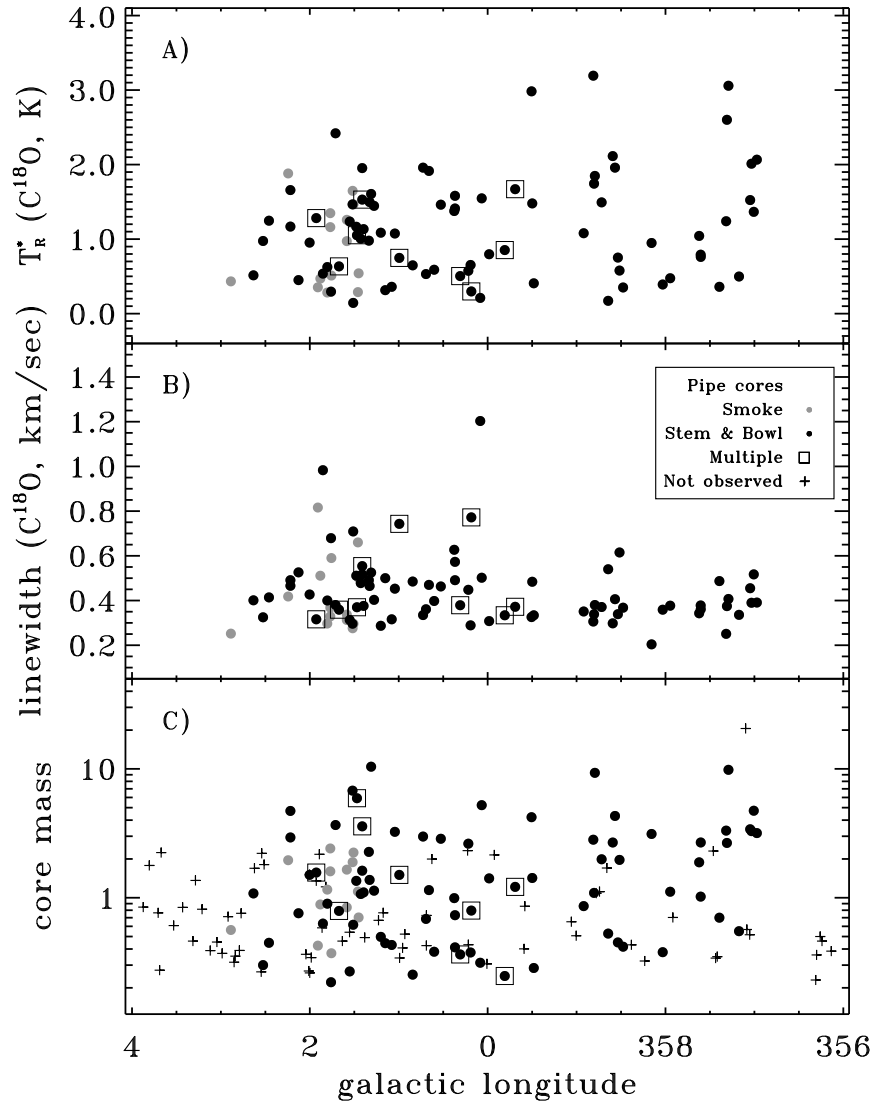 A)
4.0
3.0
2.0
1.0
0.0
T*R (C18O, K)
B)
1.4
1.2
1.0
0.8
0.6
0.4
0.2
linewidth (C18O, km/sec)
Pipe cores
Smoke
Stem & Bowl
Multiple
Not observed
C)
10
1
core mass
4 2 0 358 356
galactic longitude